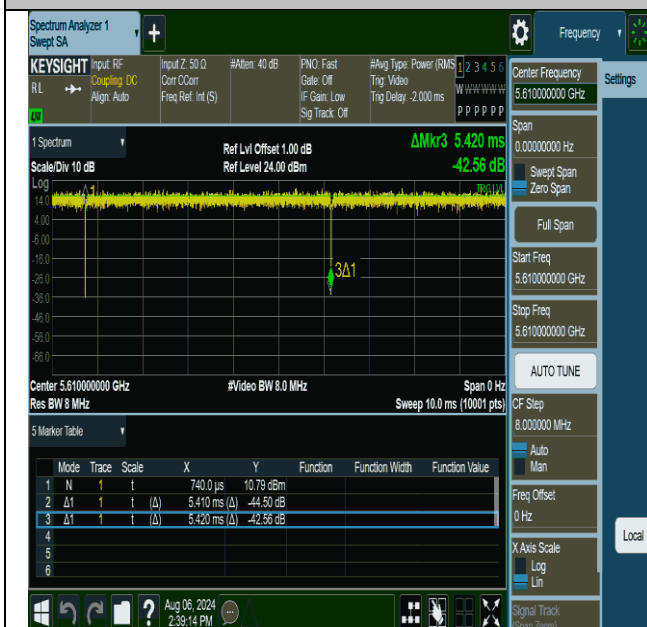 Spectrum Analyzer 1
Swept SA
+
Frequency
KEYSIGHT
RL
LXI
Input: RF
Coupling: DC
Align: Auto
Input Z: 50 Ω
Corr CCorr
Freq Ref: Int (S)
#Atten: 40 dB
PNO: Fast
Gate: Off
IF Gain: Low
Sig Track: Off
#Avg Type: Power (RMS
Trig: Video
Trig Delay: -2.000 ms
1 2 3 4 5 6
W W W W W W
P P P P P P
Center Frequency
5.610000000 GHz
Settings
1 Spectrum
Scale/Div 10 dB
Ref Lvl Offset 1.00 dB
Ref Level 24.00 dBm
ΔMkr3 5.420 ms
-42.56 dB
Span
0.00000000 Hz
Swept Span
Zero Span
Log
14.0
4.00
-6.00
-16.0
-26.0
-36.0
-46.0
-56.0
-66.0
1
TRIG LVL
3Δ1
Full Span
Start Freq
5.610000000 GHz
Stop Freq
5.610000000 GHz
AUTO TUNE
Center 5.610000000 GHz
#Video BW 8.0 MHz
Span 0 Hz
Res BW 8 MHz
Sweep 10.0 ms (10001 pts)
CF Step
8.000000 MHz
Auto
Man
5 Marker Table
Mode Trace Scale X Y Function Function Width Function Value
1 N 1 t 740.0 µs 10.79 dBm
2 Δ1 1 t (Δ) 5.410 ms (Δ) -44.50 dB
3 Δ1 1 t (Δ) 5.420 ms (Δ) -42.56 dB
4
5
6
Freq Offset
0 Hz
Local
X Axis Scale
Log
Lin
Signal Track
(Span Zoom)
?
Aug 06, 2024
2:39:14 PM